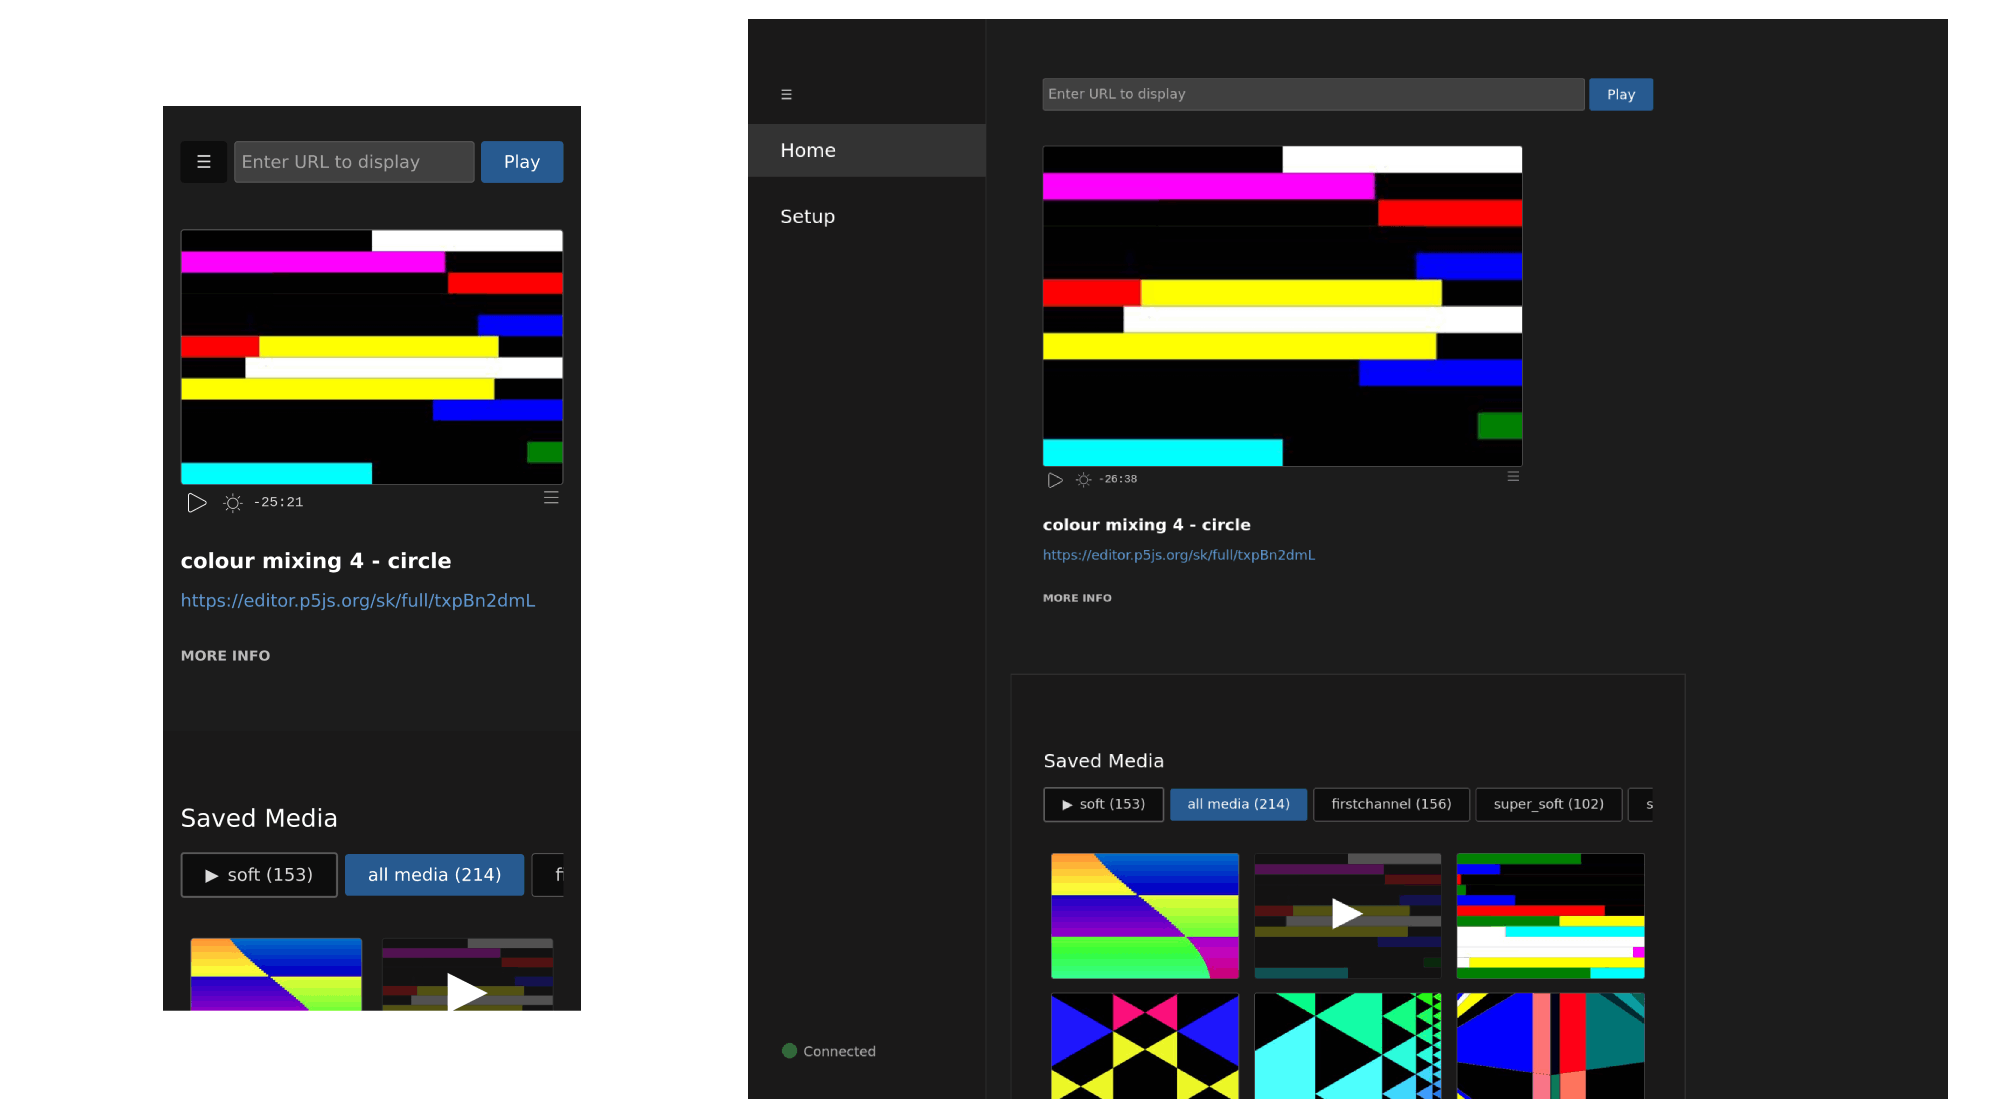 ☰ Enter URL to display Play
-25:21
colour mixing 4 - circle
https://editor.p5js.org/sk/full/txpBn2dmL
MORE INFO
Saved Media
▶ soft (153) all media (214)
Enter URL to display Play
Home
Setup
-26:38
colour mixing 4 - circle
https://editor.p5js.org/sk/full/txpBn2dmL
MORE INFO
Saved Media
▶ soft (153) all media (214) firstchannel (156) super_soft (102) s
Connected